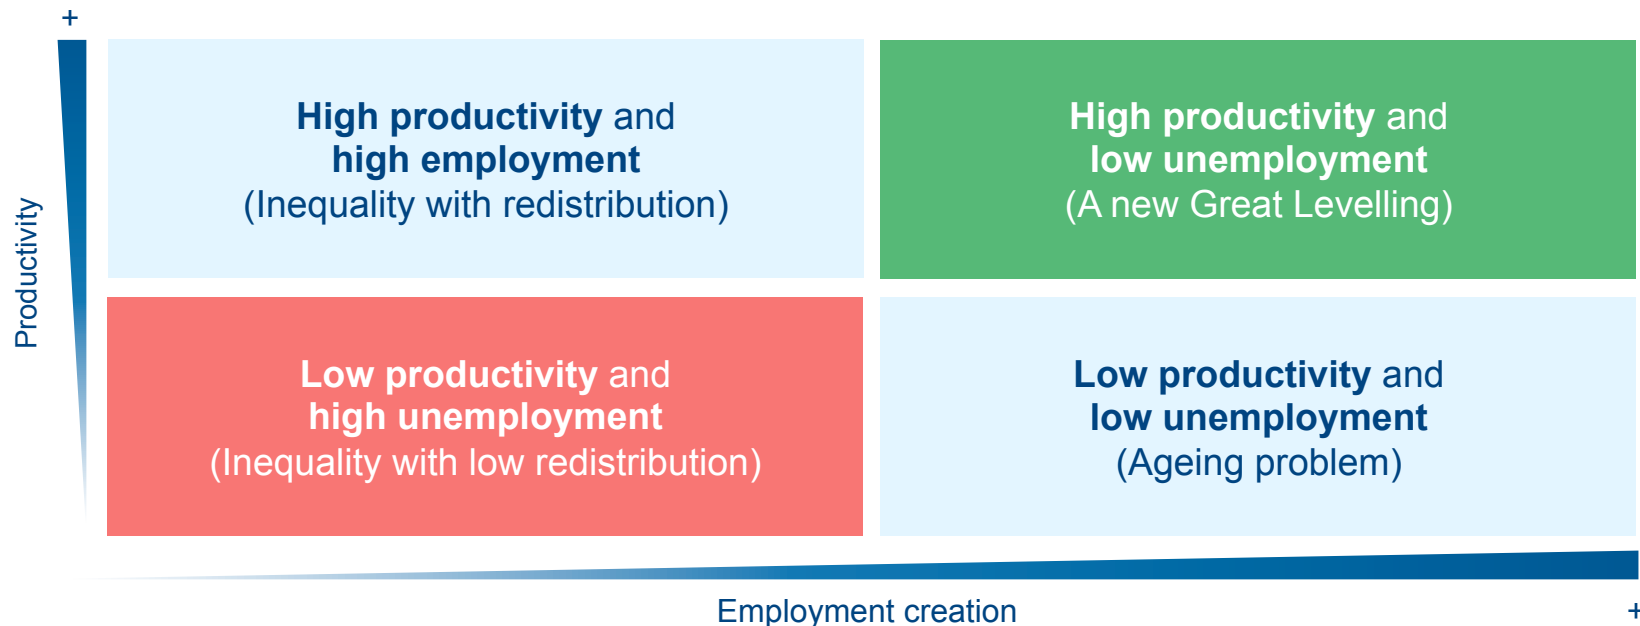 +
Productivity
High productivity and
high employment
(Inequality with redistribution)
High productivity and
low unemployment
(A new Great Levelling)
Low productivity and
high unemployment
(Inequality with low redistribution)
Low productivity and
low unemployment
(Ageing problem)
Employment creation
+